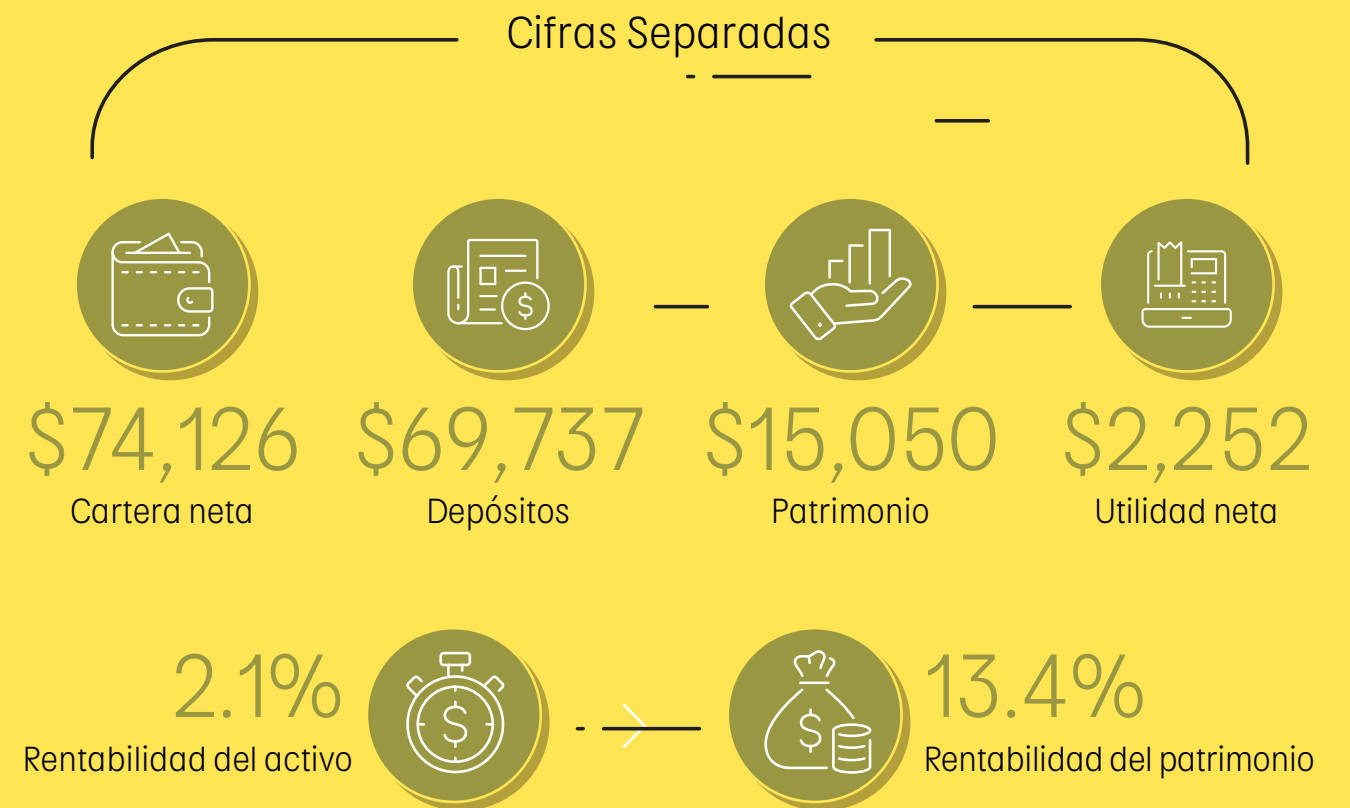 Cifras Separadas
$74,126
Cartera neta
$69,737
Depósitos
$15,050
Patrimonio
$2,252
Utilidad neta
2.1%
Rentabilidad del activo
13.4%
Rentabilidad del patrimonio